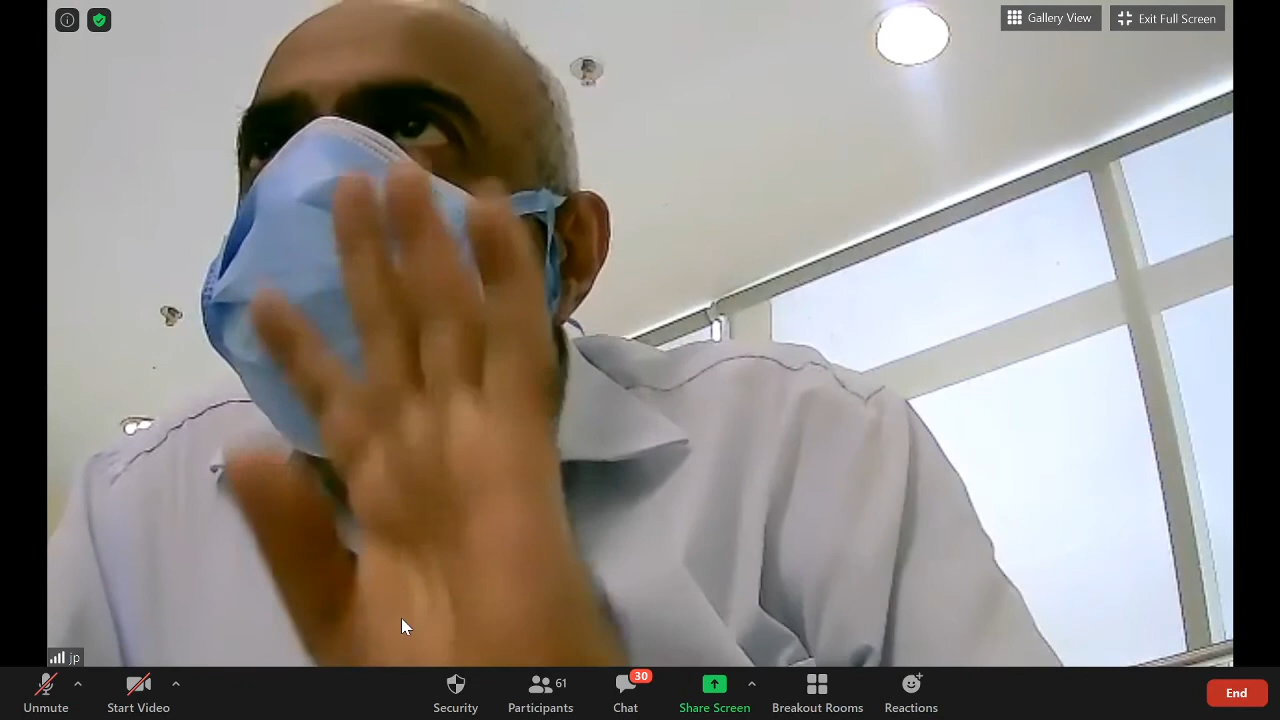 Gallery View
Exit Full Screen
jp
Unmute
Start Video
Security
61
Participants
30
Chat
Share Screen
Breakout Rooms
Reactions
End